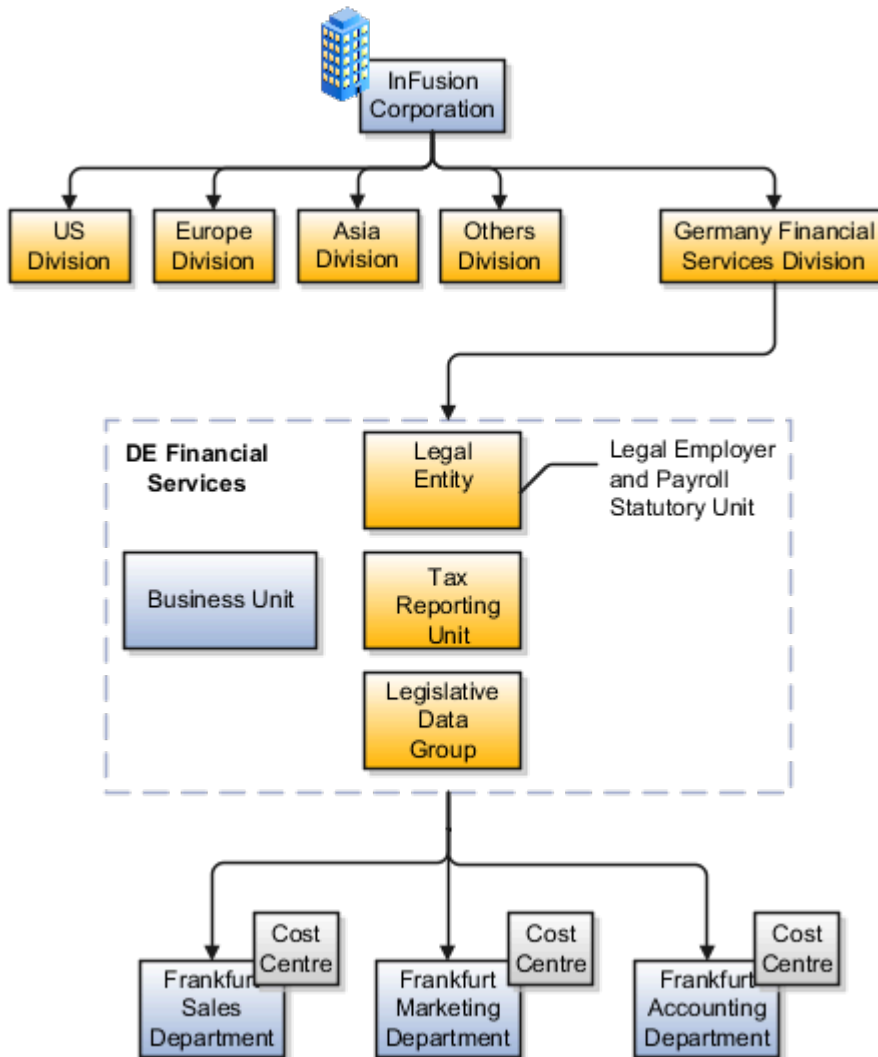 InFusion
Corporation
US
Division
Europe
Division
Asia
Division
Others
Division
Germany Financial
Services Division
DE Financial
Services
Legal
Entity
Legal Employer
and Payroll
Statutory Unit
Business Unit
Tax
Reporting
Unit
Legislative
Data
Group
Cost
Centre
Frankfurt
Sales
Department
Cost
Centre
Frankfurt
Marketing
Department
Cost
Centre
Frankfurt
Accounting
Department